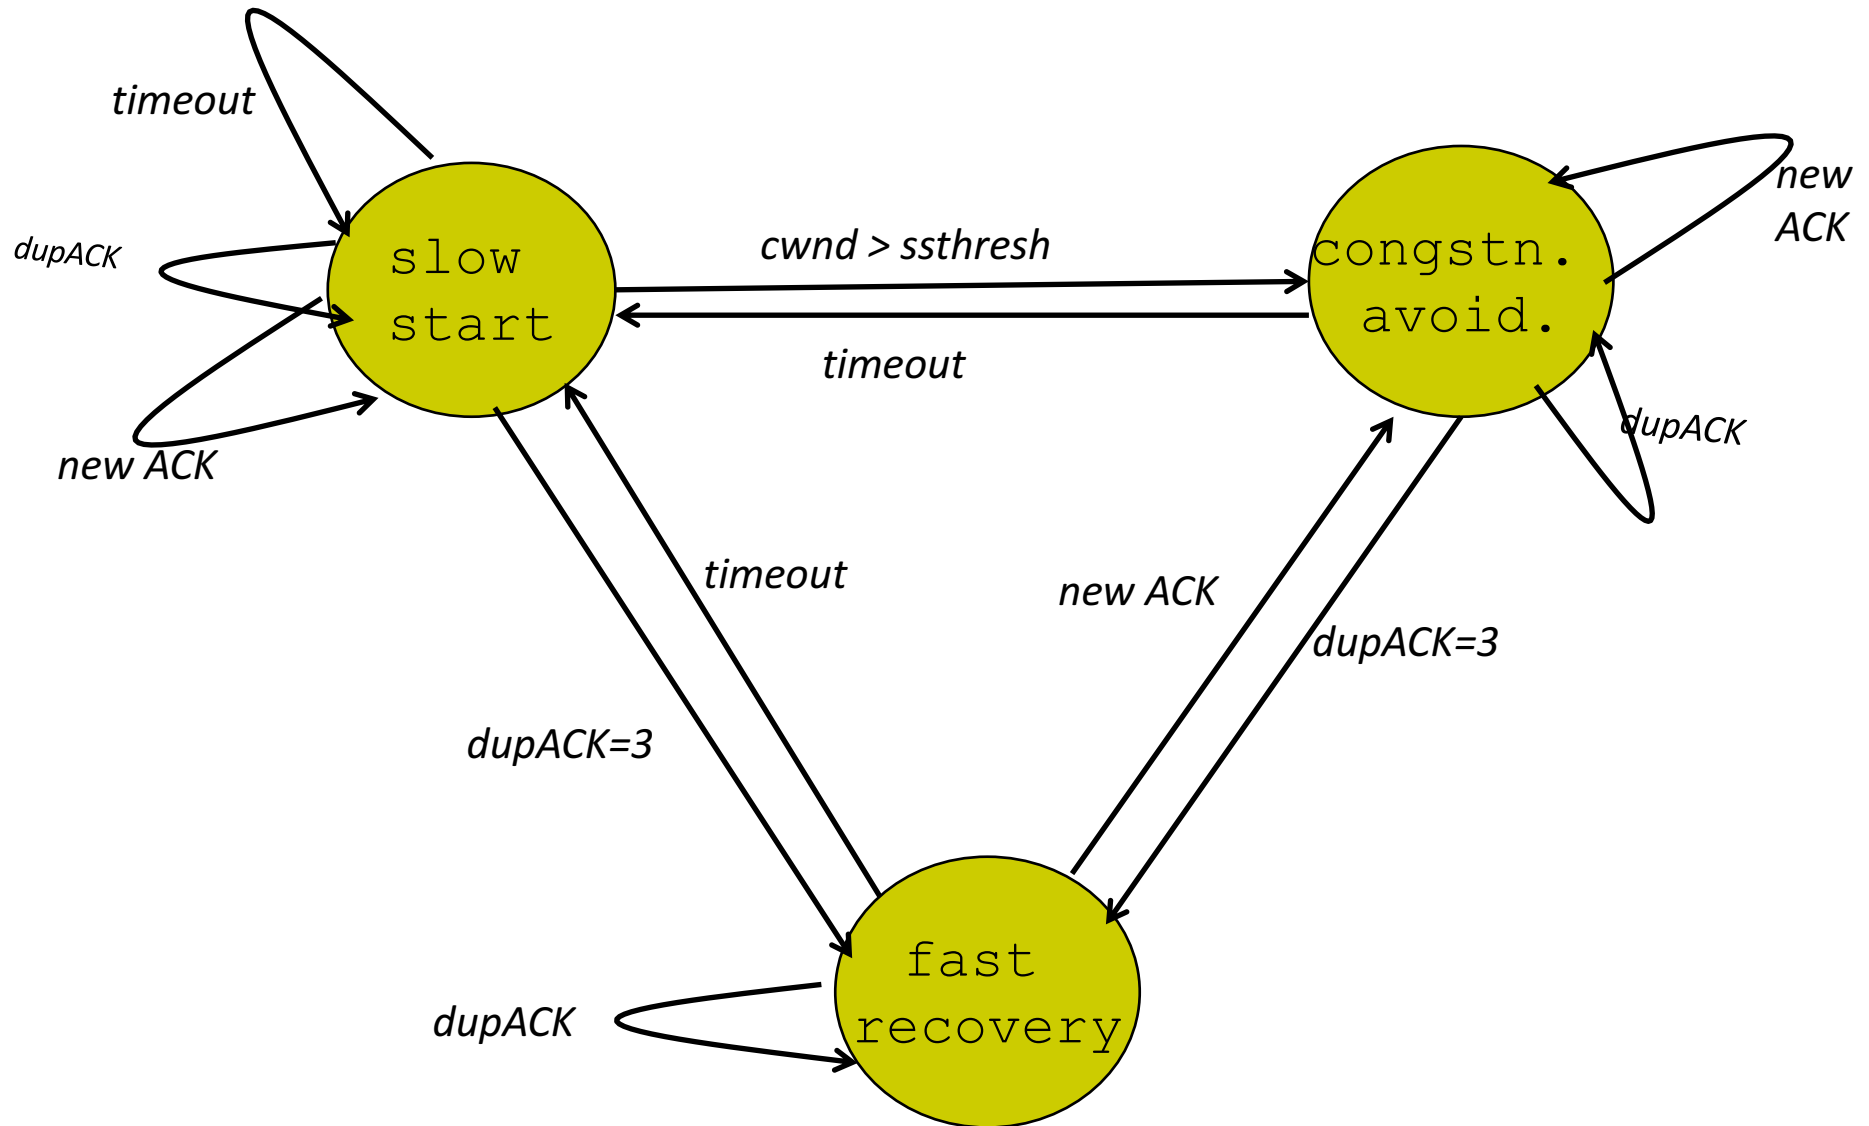 timeout
dupACK
slow
start
new ACK
cwnd > ssthresh
timeout
congstn.
avoid.
new
ACK
dupACK
timeout
new ACK
dupACK=3
dupACK=3
fast
recovery
dupACK